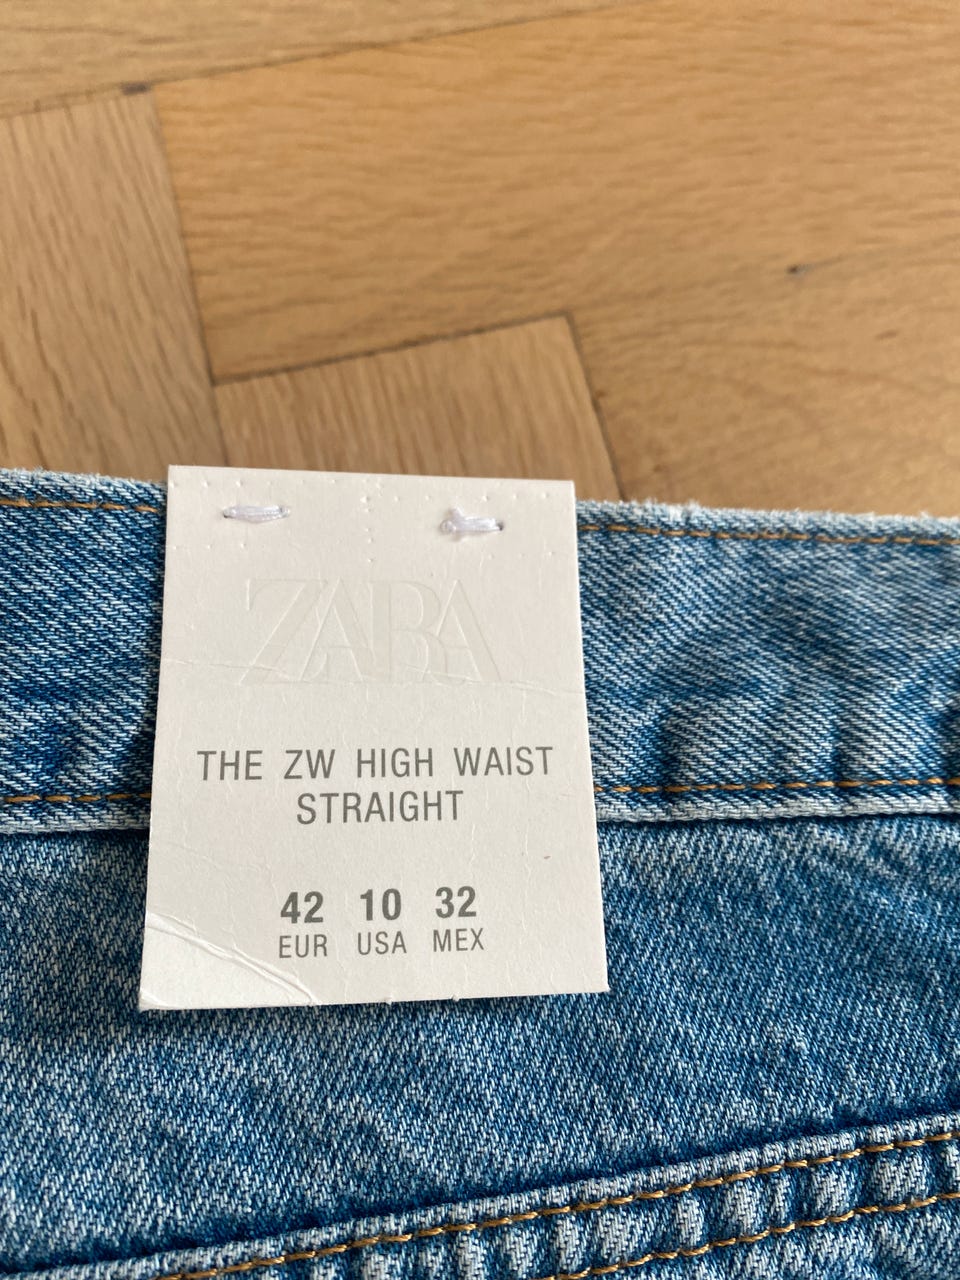 ZARA
THE ZW HIGH WAIST
STRAIGHT
42 10 32
EUR USA MEX